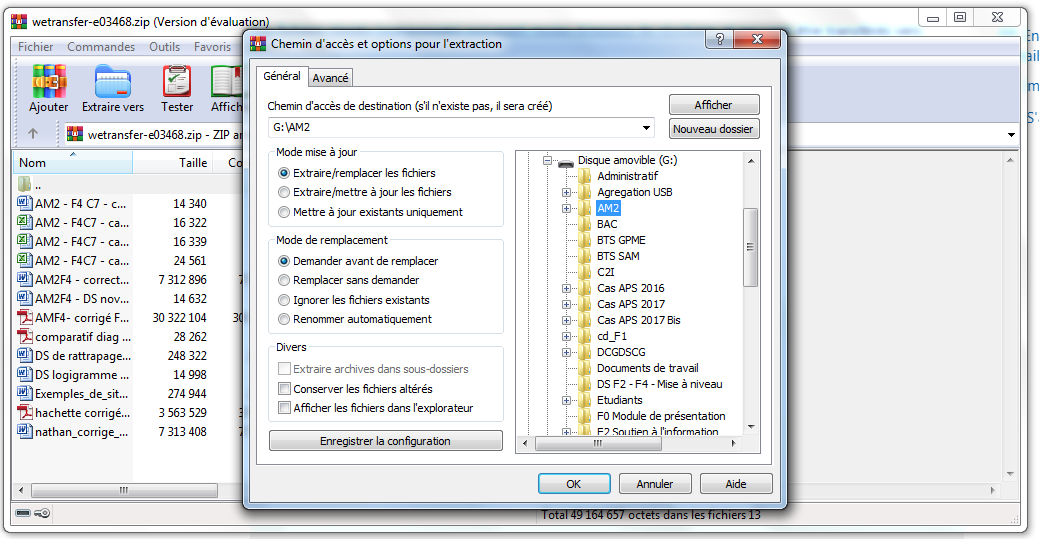 wetransfer-e03468.zip (Version d'évaluation)
Fichier Commandes Outils Favoris
Ajouter Extraire vers Tester
wetransfer-e03468.zip - ZIP
Nom Taille
..
AM2 - F4 C7 - c... 14 340
AM2 - F4C7 - ca... 16 322
AM2 - F4C7 - ca... 16 339
AM2 - F4C7 - ca... 24 561
AM2F4 - correct... 7 312 896
AM2F4 - DS nov... 14 632
AMF4- corrigé F... 30 322 104
comparatif diag ... 28 262
DS de rattrapage... 248 322
DS logigramme ... 14 998
Exemples_de_sit... 274 944
hachette corrigé... 3 563 529
nathan_corrige_... 7 313 408
Total 49 164 657 octets dans les fichiers 13
Chemin d'accès et options pour l'extraction
Général Avancé
Chemin d'accès de destination (s'il n'existe pas, il sera créé)
G:\AM2
Afficher
Nouveau dossier
Mode mise à jour
Extraire/remplacer les fichiers
Extraire/mettre à jour les fichiers
Mettre à jour existants uniquement
Mode de remplacement
Demander avant de remplacer
Remplacer sans demander
Ignorer les fichiers existants
Renommer automatiquement
Divers
Extraire archives dans sous-dossiers
Conserver les fichiers altérés
Afficher les fichiers dans l'explorateur
Enregistrer la configuration
Disque amovible (G:)
Administratif
Agregation USB
AM2
BAC
BTS GPME
BTS SAM
C2I
Cas APS 2016
Cas APS 2017
Cas APS 2017 Bis
cd_F1
DCGDSCG
Documents de travail
DS F2 - F4 - Mise à niveau
Etudiants
F0 Module de présentation
F2 Soutien à l'information
OK Annuler Aide